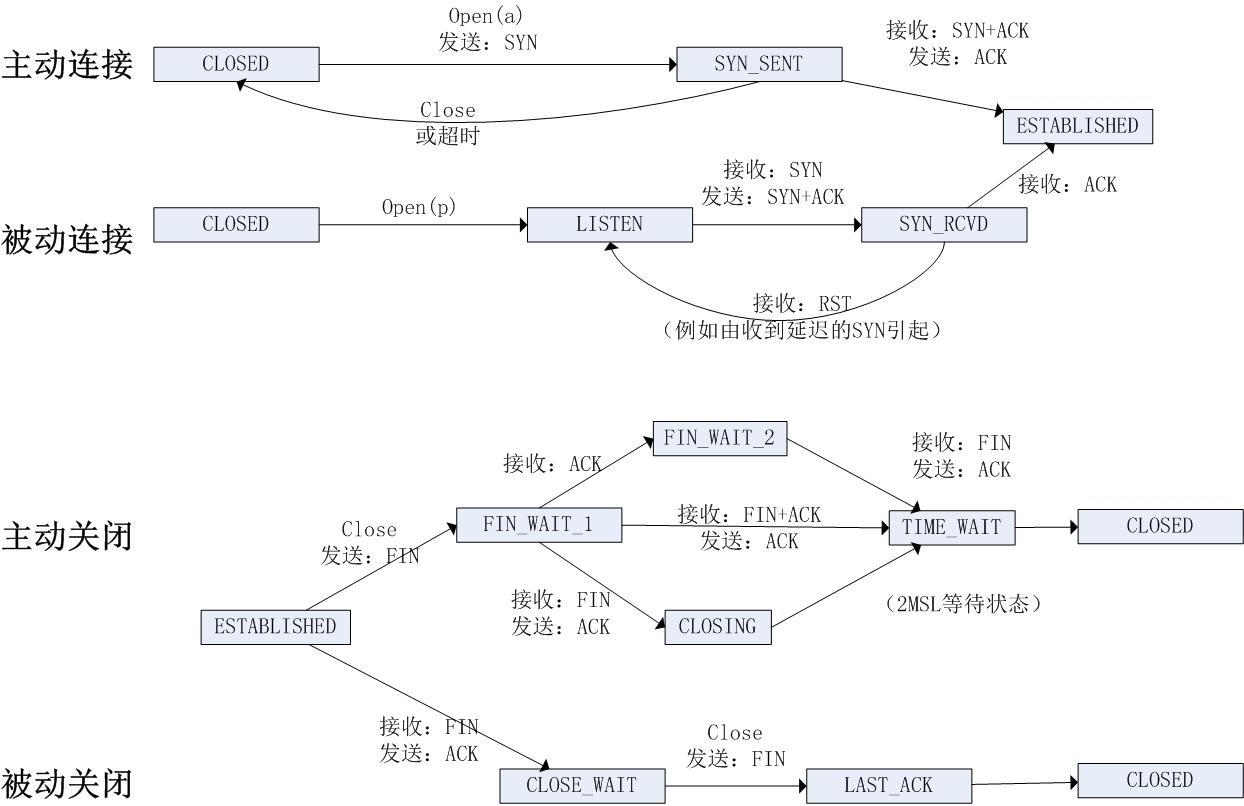 Open(a)
发送：SYN
接收：SYN+ACK
发送：ACK
主动连接
CLOSED
SYN_SENT
Close
或超时
ESTABLISHED
接收：SYN
发送：SYN+ACK
接收：ACK
被动连接
CLOSED
Open(p)
LISTEN
SYN_RCVD
接收：RST
（例如由收到延迟的SYN引起）
FIN_WAIT_2
接收：FIN
发送：ACK
接收：ACK
主动关闭
Close
发送：FIN
FIN_WAIT_1
接收：FIN+ACK
发送：ACK
TIME_WAIT
CLOSED
接收：FIN
发送：ACK
（2MSL等待状态）
ESTABLISHED
CLOSING
接收：FIN
发送：ACK
Close
发送：FIN
被动关闭
CLOSE_WAIT
LAST_ACK
CLOSED